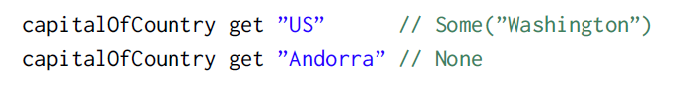 capitalOfCountry get ”US”      // Some(”Washington”)
capitalOfCountry get ”Andorra” // None